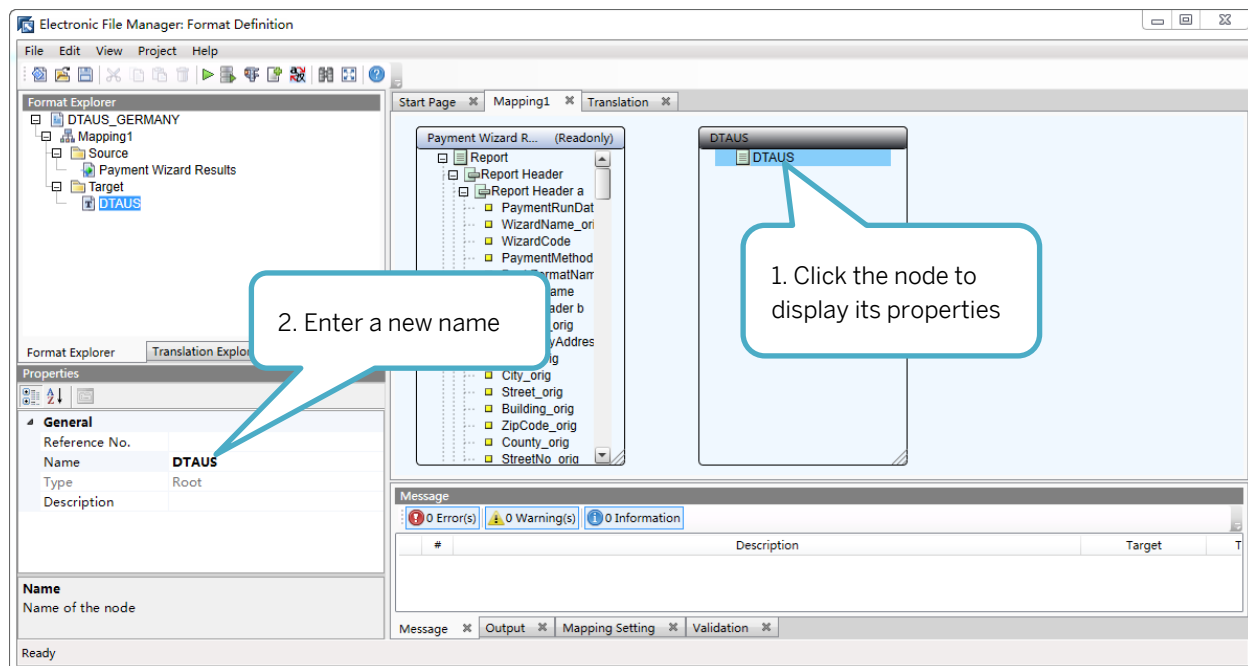 Electronic File Manager: Format Definition
File Edit View Project Help
Format Explorer
DTAUS_GERMANY
Mapping1
Source
Payment Wizard Results
Target
DTAUS
Format Explorer
Translation Explo
Start Page
Mapping1
Translation
Payment Wizard R... (Readonly)
Report
Report Header
Report Header a
PaymentRunDat
WizardName_ori
WizardCode
PaymentMethod
ame
ader b
_orig
yAddres
ig
City_orig
Street_orig
Building_orig
ZipCode_orig
County_orig
StreetNo_orig
DTAUS
DTAUS
1. Click the node to
display its properties
2. Enter a new name
Properties
General
Reference No.
Name DTAUS
Type Root
Description
Name
Name of the node
Message
0 Error(s) 0 Warning(s) 0 Information
# Description Target T
Message Output Mapping Setting Validation
Ready